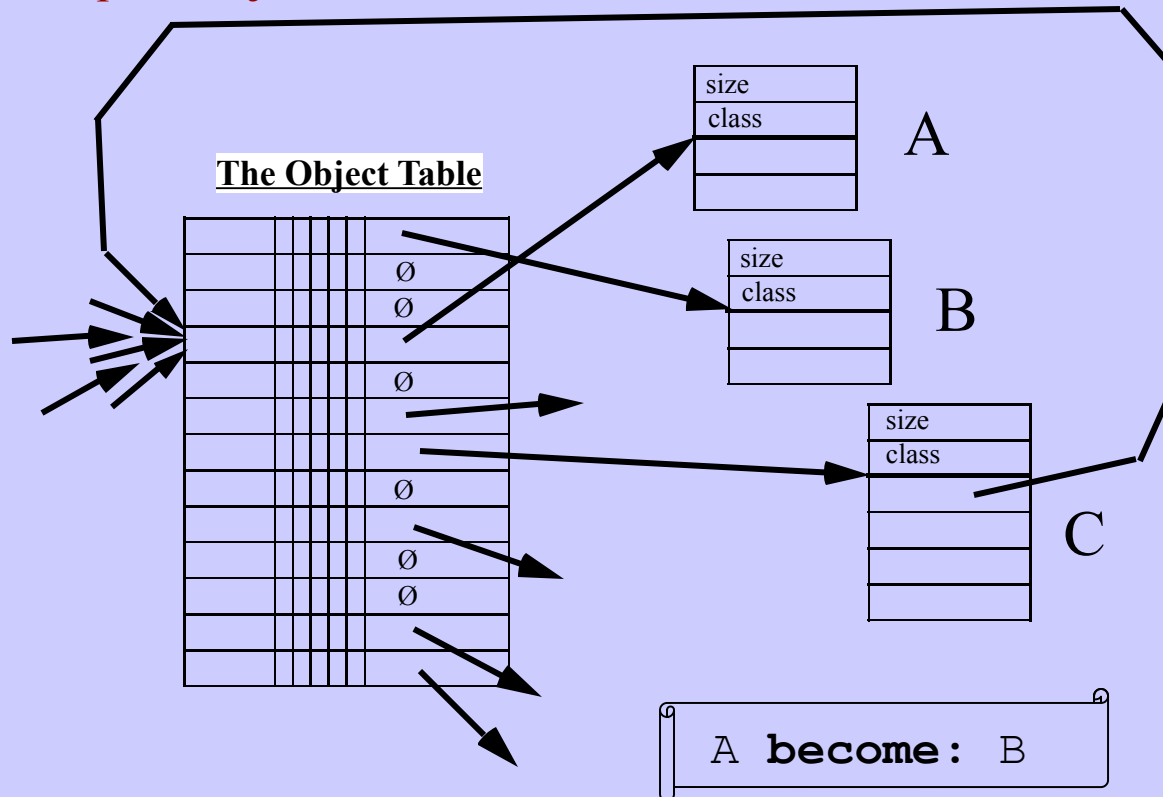 size
class
A
The Object Table
size
class
B
Ø
Ø
Ø
size
class
C
Ø
Ø
Ø
A become: B